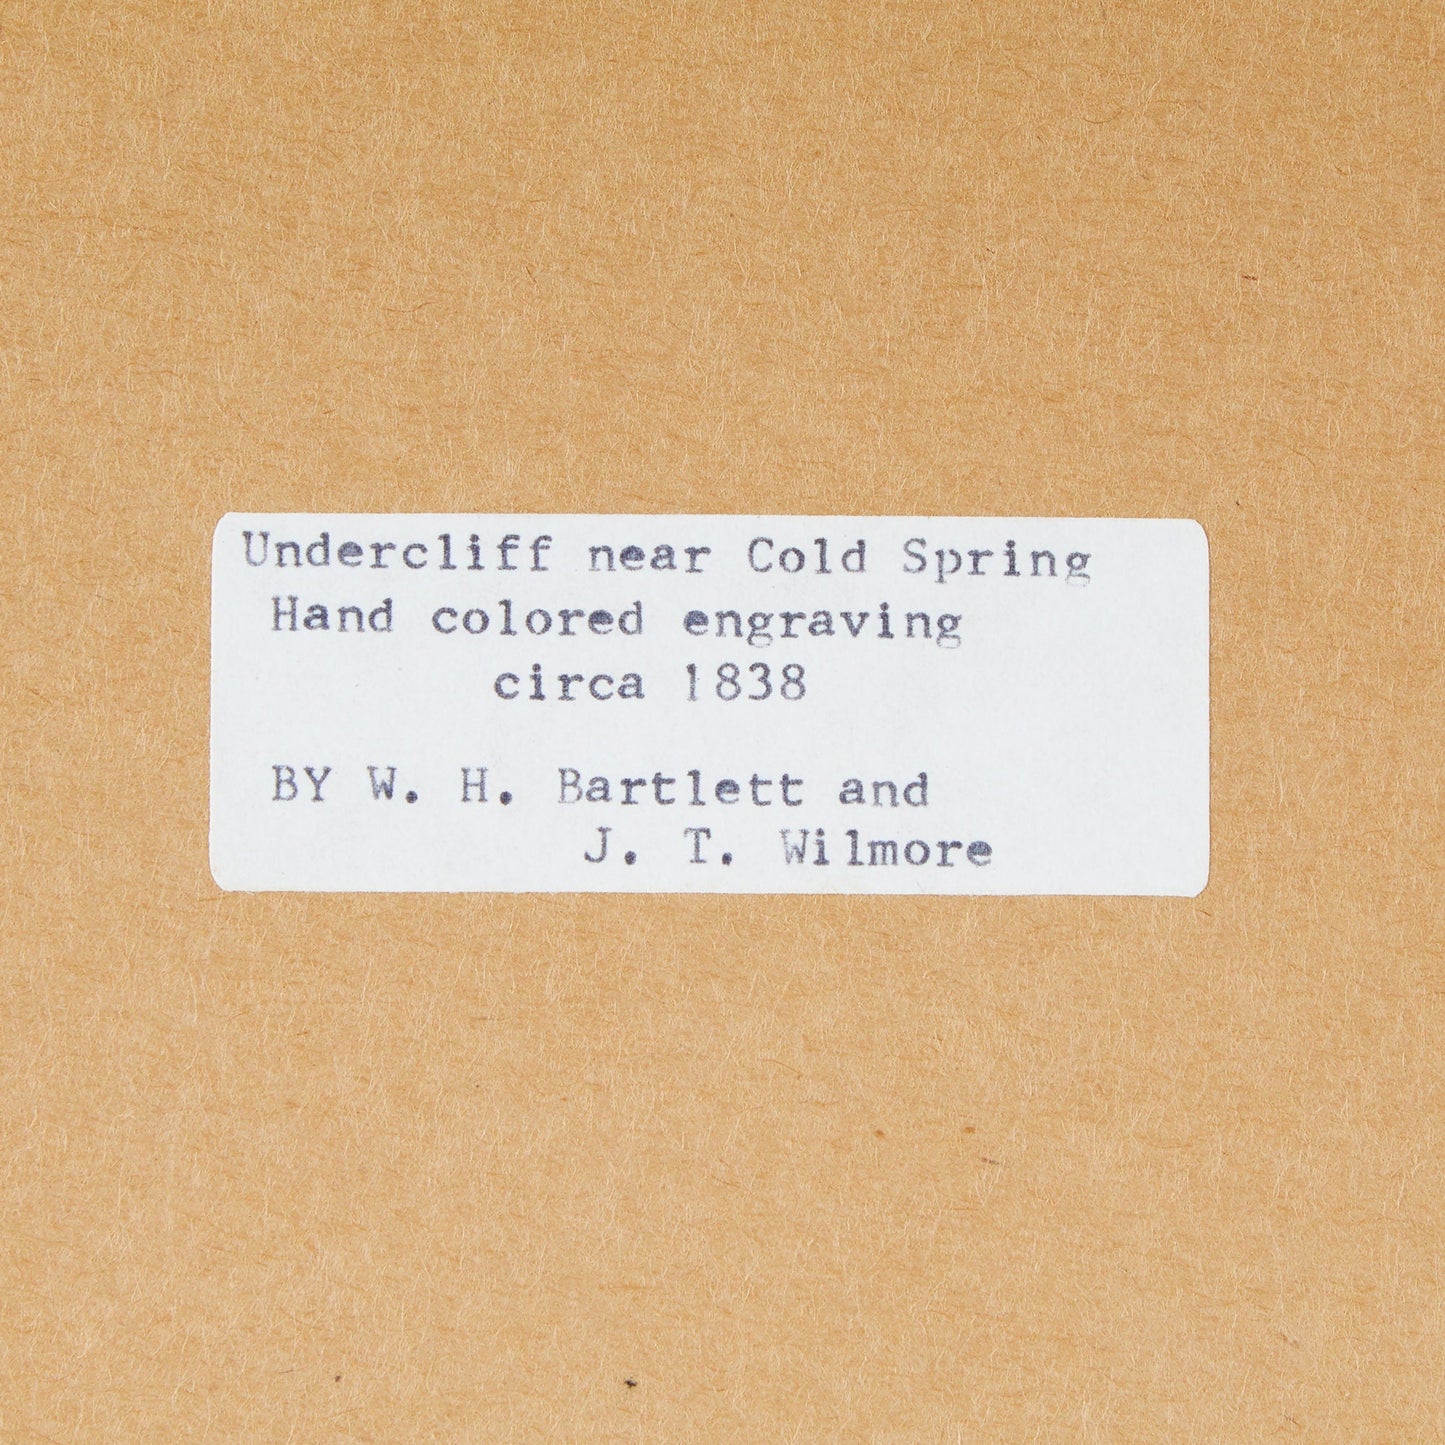 Undercliff near Cold Spring
Hand colored engraving
circa 1838
BY W. H. Bartlett and
J. T. Wilmore